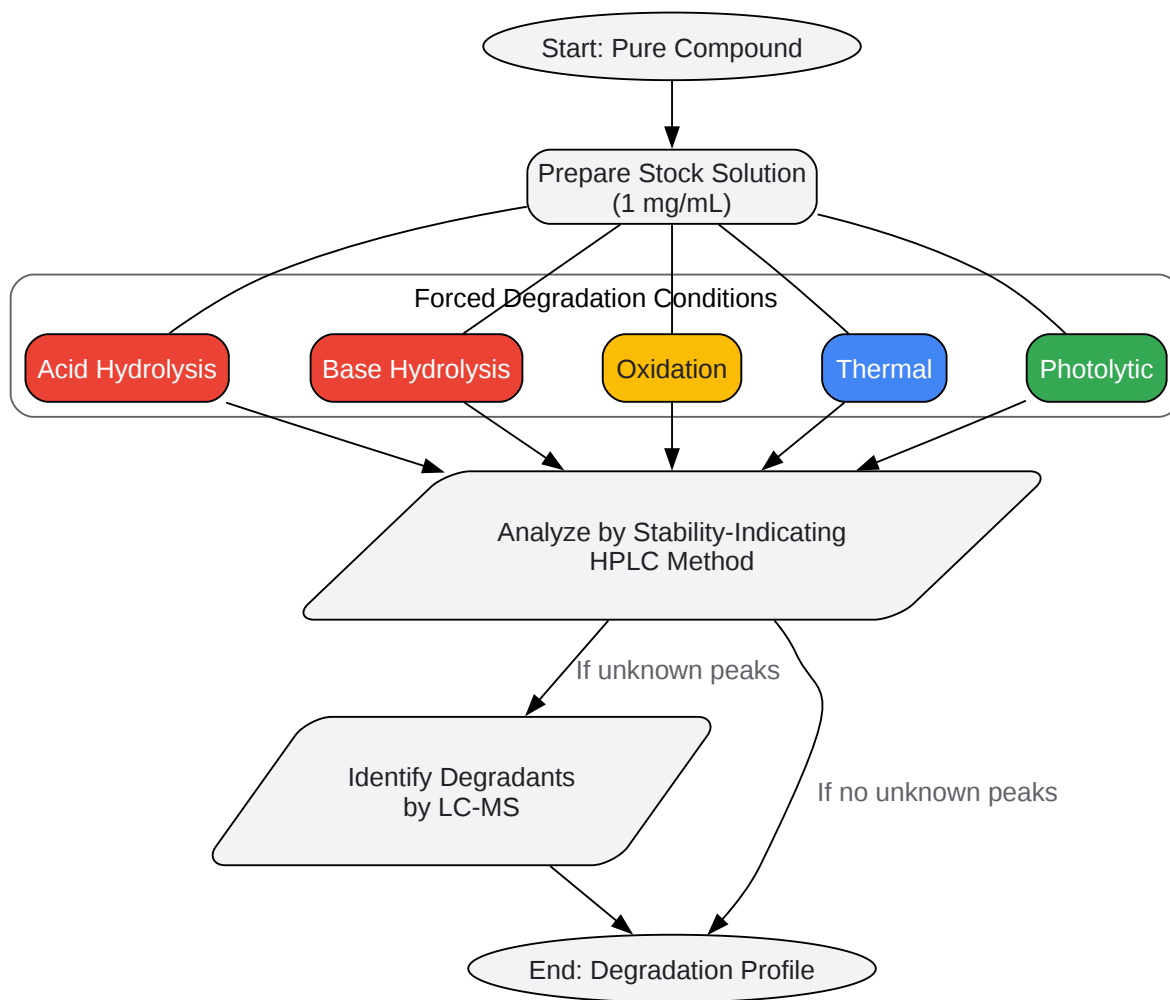 Start: Pure Compound
Prepare Stock Solution
(1 mg/mL)
Forced Degradation Conditions
Acid Hydrolysis
Base Hydrolysis
Oxidation
Thermal
Photolytic
Analyze by Stability-Indicating
HPLC Method
If unknown peaks
Identify Degradants
by LC-MS
If no unknown peaks
End: Degradation Profile